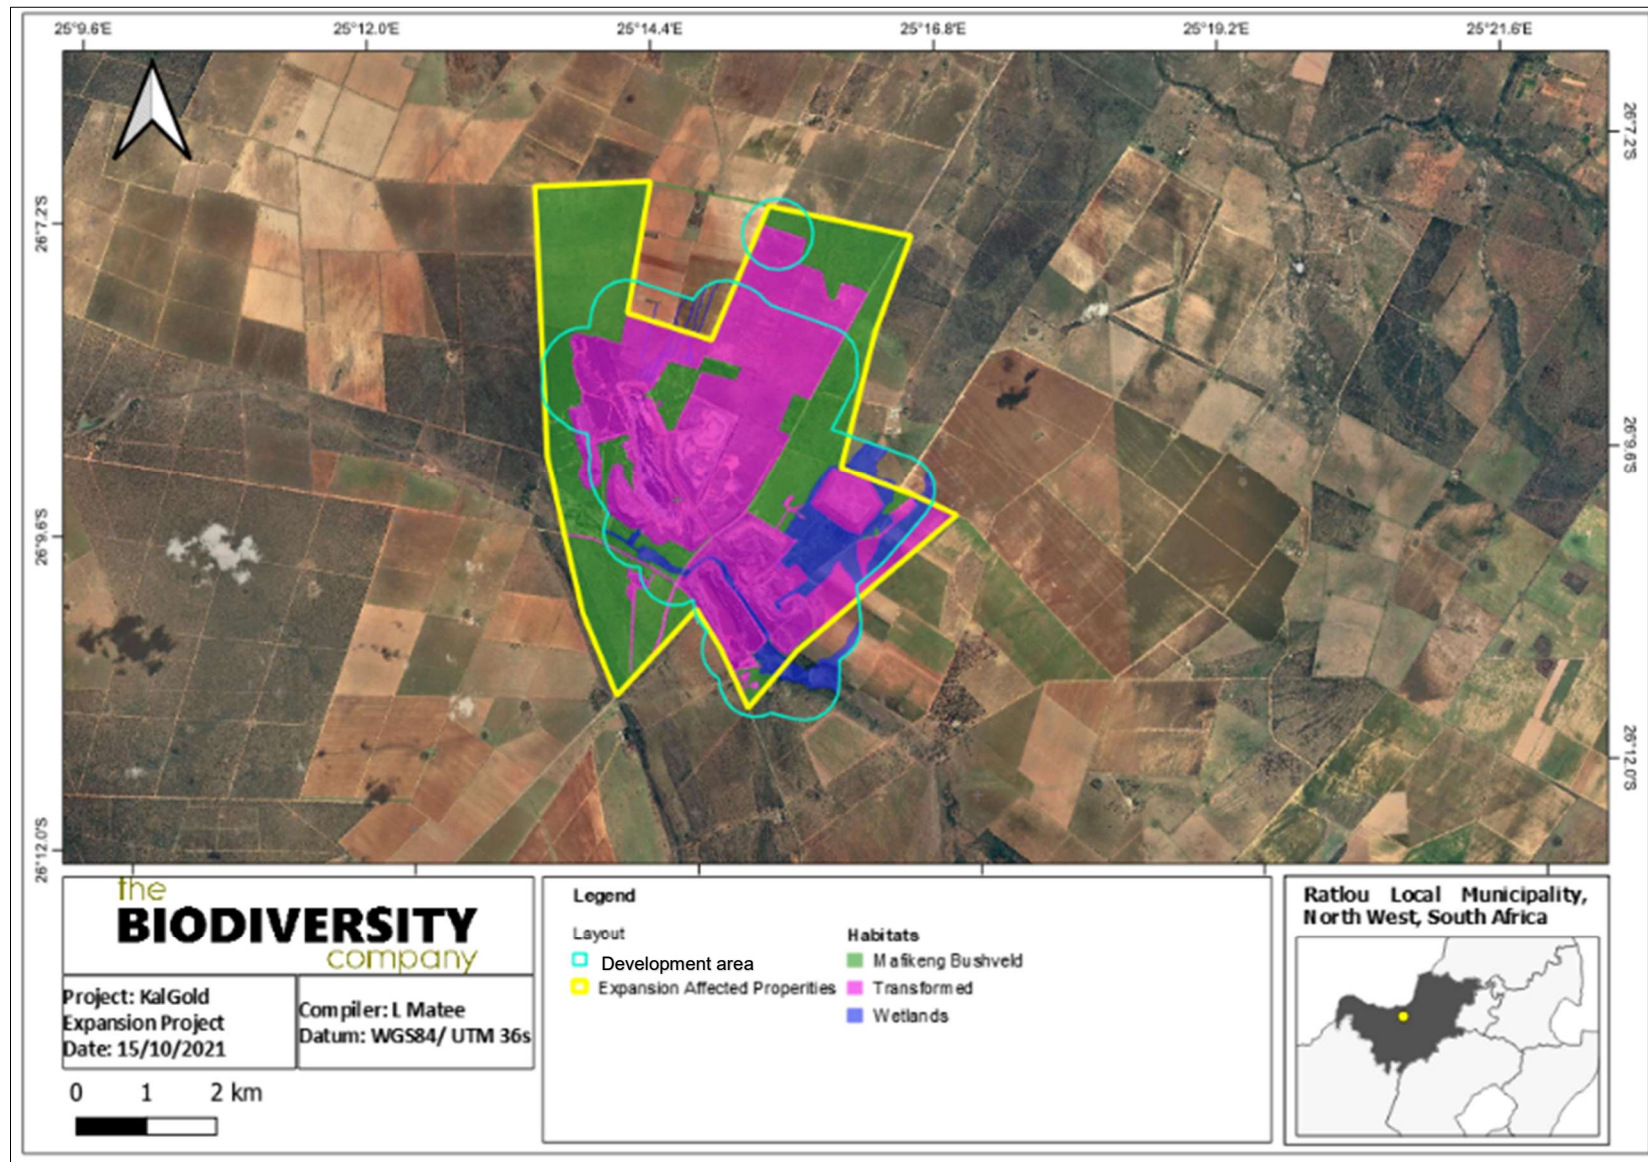 25°9.6'E 25°12.0'E 25°14.4'E 25°16.8'E 25°19.2'E 25°21.6'E
26°7.2'S
26°9.6'S
26°12.0'S
26°7.2'S
26°9.6'S
26°12.0'S
the
BIODIVERSITY
company
Project: KalGold
Expansion Project
Date: 15/10/2021
Compiler: L Matee
Datum: WGS84/ UTM 36s
0 1 2 km
Legend
Layout
Development area
Expansion Affected Properities
Habitats
Mafikeng Bushveld
Transformed
Wetlands
Ratlou Local Municipality,
North West, South Africa